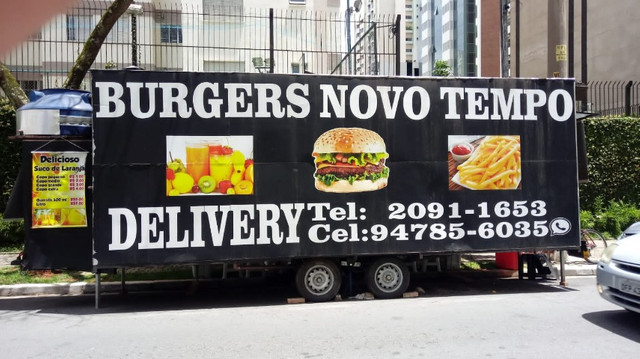 BURGERS NOVO TEMPO
Delicioso
Suco de Laranja
DELIVERY
Tel: 2091-1653
Cel:94785-6035